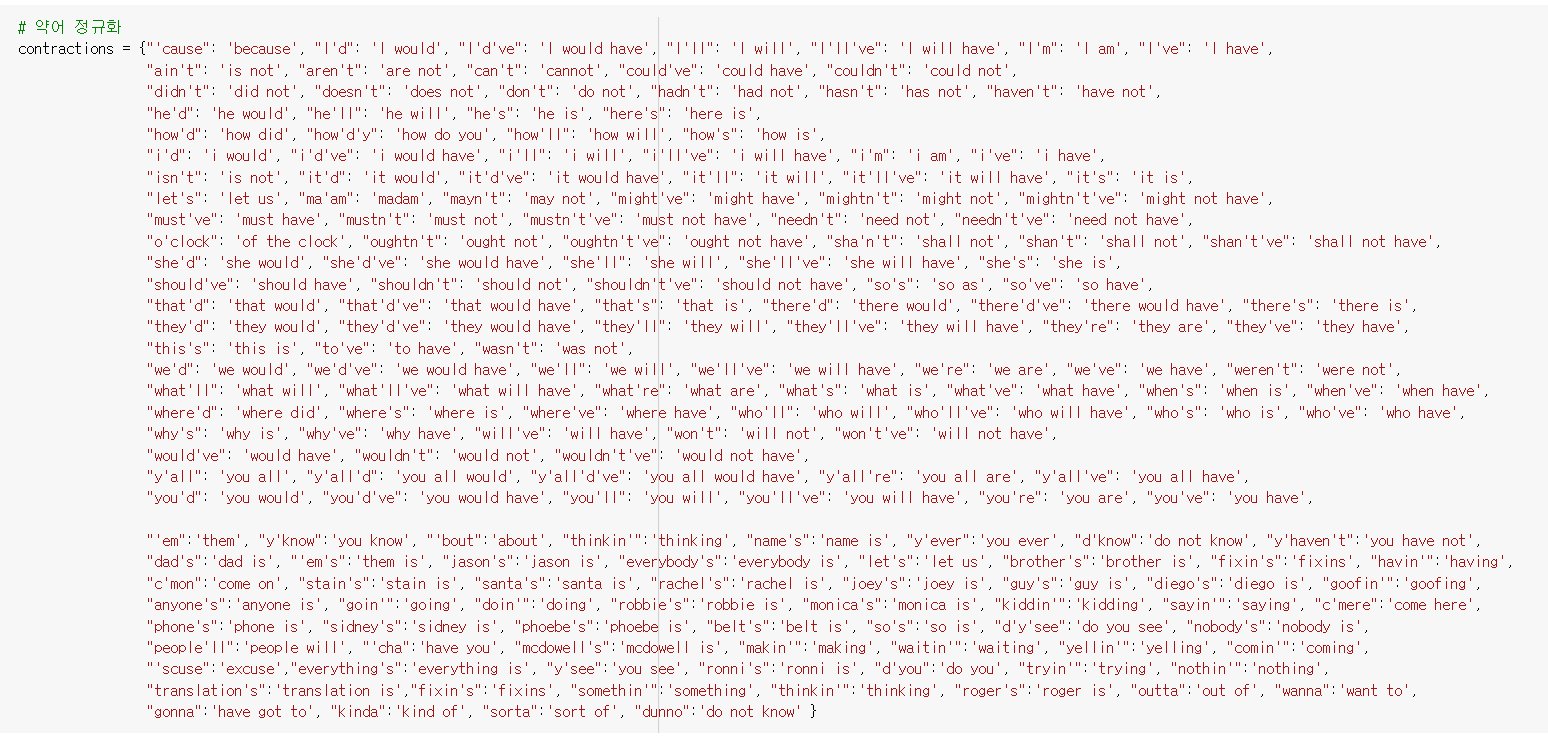 # 약어 정규화
contractions = {"'cause": 'because', "I'd": 'I would', "I'd've": 'I would have', "I'll": 'I will', "I'll've": 'I will have', "I'm": 'I am', "I've": 'I have',
"ain't": 'is not', "aren't": 'are not', "can't": 'cannot', "could've": 'could have', "couldn't": 'could not',
"didn't": 'did not', "doesn't": 'does not', "don't": 'do not', "hadn't": 'had not', "hasn't": 'has not', "haven't": 'have not',
"he'd": 'he would', "he'll": 'he will', "he's": 'he is', "here's": 'here is',
"how'd": 'how did', "how'd'y": 'how do you', "how'll": 'how will', "how's": 'how is',
"i'd": 'i would', "i'd've": 'i would have', "i'll": 'i will', "i'll've": 'i will have', "i'm": 'i am', "i've": 'i have',
"isn't": 'is not', "it'd": 'it would', "it'd've": 'it would have', "it'll": 'it will', "it'll've": 'it will have', "it's": 'it is',
"let's": 'let us', "ma'am": 'madam', "mayn't": 'may not', "might've": 'might have', "mightn't": 'might not', "mightn't've": 'might not have',
"must've": 'must have', "mustn't": 'must not', "mustn't've": 'must not have', "needn't": 'need not', "needn't've": 'need not have',
"o'clock": 'of the clock', "oughtn't": 'ought not', "oughtn't've": 'ought not have', "sha'n't": 'shall not', "shan't": 'shall not', "shan't've": 'shall not have',
"she'd": 'she would', "she'd've": 'she would have', "she'll": 'she will', "she'll've": 'she will have', "she's": 'she is',
"should've": 'should have', "shouldn't": 'should not', "shouldn't've": 'should not have', "so's": 'so as', "so've": 'so have',
"that'd": 'that would', "that'd've": 'that would have', "that's": 'that is', "there'd": 'there would', "there'd've": 'there would have', "there's": 'there is',
"they'd": 'they would', "they'd've": 'they would have', "they'll": 'they will', "they'll've": 'they will have', "they're": 'they are', "they've": 'they have',
"this's": 'this is', "to've": 'to have', "wasn't": 'was not',
"we'd": 'we would', "we'd've": 'we would have', "we'll": 'we will', "we'll've": 'we will have', "we're": 'we are', "we've": 'we have', "weren't": 'were not',
"what'll": 'what will', "what'll've": 'what will have', "what're": 'what are', "what's": 'what is', "what've": 'what have', "when's": 'when is', "when've": 'when have',
"where'd": 'where did', "where's": 'where is', "where've": 'where have', "who'll": 'who will', "who'll've": 'who will have', "who's": 'who is', "who've": 'who have',
"why's": 'why is', "why've": 'why have', "will've": 'will have', "won't": 'will not', "won't've": 'will not have',
"would've": 'would have', "wouldn't": 'would not', "wouldn't've": 'would not have',
"y'all": 'you all', "y'all'd": 'you all would', "y'all'd've": 'you all would have', "y'all're": 'you all are', "y'all've": 'you all have',
"you'd": 'you would', "you'd've": 'you would have', "you'll": 'you will', "you'll've": 'you will have', "you're": 'you are', "you've": 'you have',
"'em":'them', "y'know":'you know', "'bout":'about', "thinkin'":'thinking', "name's":'name is', "y'ever":'you ever', "d'know":'do not know', "y'haven't":'you have not',
"dad's":'dad is', "'em's":'them is', "jason's":'jason is', "everybody's":'everybody is', "let's":'let us', "brother's":'brother is', "fixin's":'fixins', "havin'":'having',
"c'mon":'come on', "stain's":'stain is', "santa's":'santa is', "rachel's":'rachel is', "joey's":'joey is', "guy's":'guy is', "diego's":'diego is', "goofin'":'goofing',
"anyone's":'anyone is', "goin'":'going', "doin'":'doing', "robbie's":'robbie is', "monica's":'monica is', "kiddin'":'kidding', "sayin'":'saying', "c'mere":'come here',
"phone's":'phone is', "sidney's":'sidney is', "phoebe's":'phoebe is', "belt's":'belt is', "so's":'so is', "d'y'see":'do you see', "nobody's":'nobody is',
"people'll":'people will', "'cha":'have you', "mcdowell's":'mcdowell is', "makin'":'making', "waitin'":'waiting', "yellin'":'yelling', "comin'":'coming',
"'scuse":'excuse',"everything's":'everything is', "y'see":'you see', "ronni's":'ronni is', "d'you":'do you', "tryin'":'trying', "nothin'":'nothing',
"translation's":'translation is',"fixin's":'fixins', "somethin'":'something', "thinkin'":'thinking', "roger's":'roger is', "outta":'out of', "wanna":'want to',
"gonna":'have got to', "kinda":'kind of', "sorta":'sort of', "dunno":'do not know' }